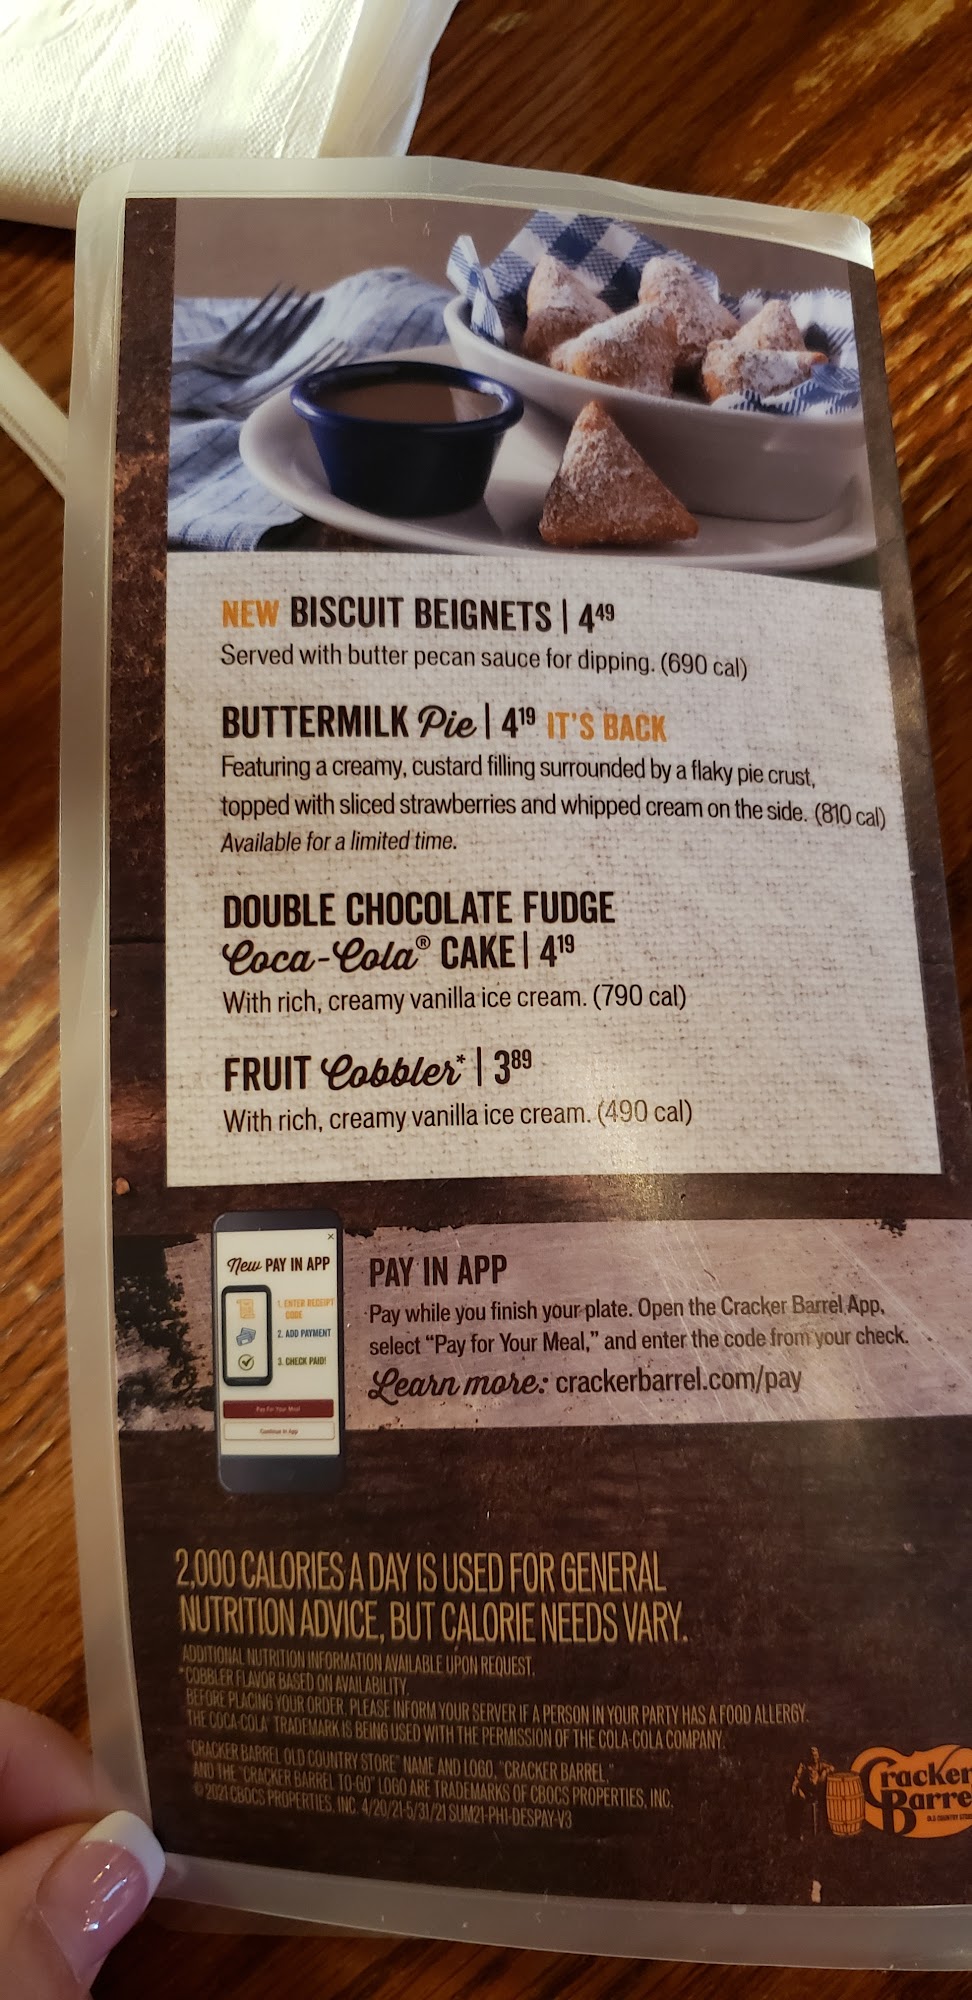 NEW BISCUIT BEIGNETS | 4 49
Served with butter pecan sauce for dipping. (690 cal)
BUTTERMILK Pie | 4 19 IT'S BACK
Featuring a creamy, custard filling surrounded by a flaky pie crust,
topped with sliced strawberries and whipped cream on the side. (810 cal)
Available for a limited time.
DOUBLE CHOCOLATE FUDGE
Coca-Cola® CAKE | 4 19
With rich, creamy vanilla ice cream. (790 cal)
FRUIT Cobbler* | 3 89
With rich, creamy vanilla ice cream. (490 cal)
New PAY IN APP
1. ENTER RECEIPT
CODE
2. ADD PAYMENT
3. CHECK PAID!
Pay For Your Meal
Continue in App
PAY IN APP
Pay while you finish your plate. Open the Cracker Barrel App,
select “Pay for Your Meal,” and enter the code from your check.
Learn more: crackerbarrel.com/pay
2,000 CALORIES A DAY IS USED FOR GENERAL
NUTRITION ADVICE, BUT CALORIE NEEDS VARY.
ADDITIONAL NUTRITION INFORMATION AVAILABLE UPON REQUEST.
*COBBLER FLAVOR BASED ON AVAILABILITY.
BEFORE PLACING YOUR ORDER, PLEASE INFORM YOUR SERVER IF A PERSON IN YOUR PARTY HAS A FOOD ALLERGY.
THE COCA-COLA® TRADEMARK IS BEING USED WITH THE PERMISSION OF THE COLA-COLA COMPANY.
"CRACKER BARREL OLD COUNTRY STORE" NAME AND LOGO, "CRACKER BARREL,"
AND THE "CRACKER BARREL TO-GO" LOGO ARE TRADEMARKS OF CBOCS PROPERTIES, INC.
© 2021 CBOCS PROPERTIES, INC. 4/20/21-5/31/21 SUM21-PH1-DESPAY-V3
Cracker
Barre
OLD COUNTRY STOR